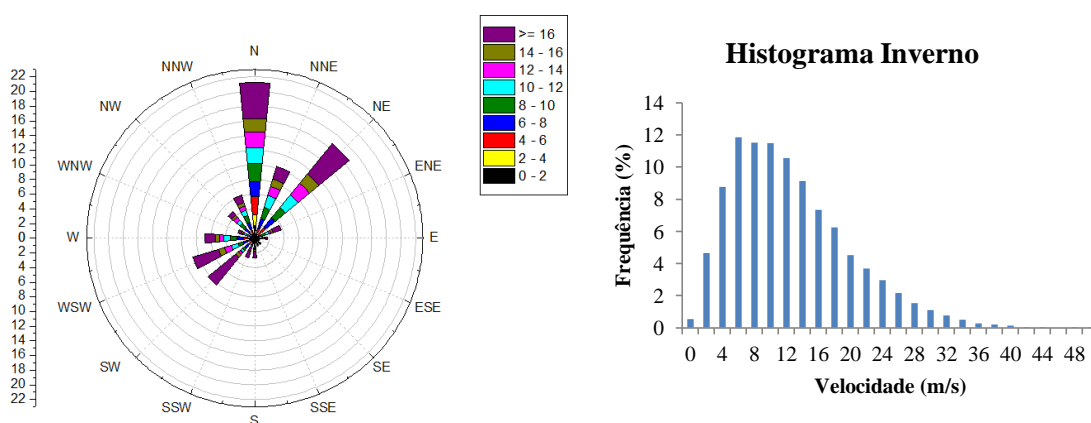 N
NNE
NE
ENE
E
ESE
SE
SSE
S
SSW
SW
WSW
W
WNW
NW
NNW
22
20
18
16
14
12
10
8
6
4
2
0
2
4
6
8
10
12
14
16
18
20
22
>= 16
14 - 16
12 - 14
10 - 12
8 - 10
6 - 8
4 - 6
2 - 4
0 - 2
Histograma Inverno
Frequência (%)
14
12
10
8
6
4
2
0
0 4 8 12 16 20 24 28 32 36 40 44 48
Velocidade (m/s)